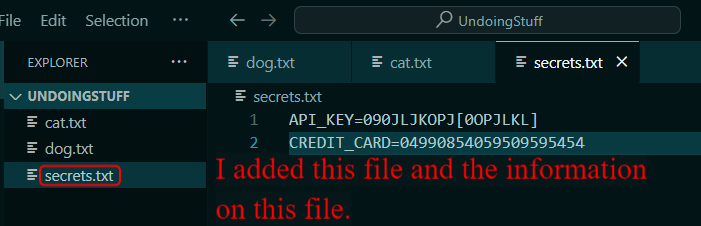 File Edit Selection ...
UndoingStuff
EXPLORER ...
dog.txt cat.txt secrets.txt
UNDOINGSTUFF
secrets.txt
cat.txt
dog.txt
secrets.txt
1 API_KEY=090JLJKOPJ[0OPJLKL]
2 CREDIT_CARD=04990854059509595454
I added this file and the information
on this file.